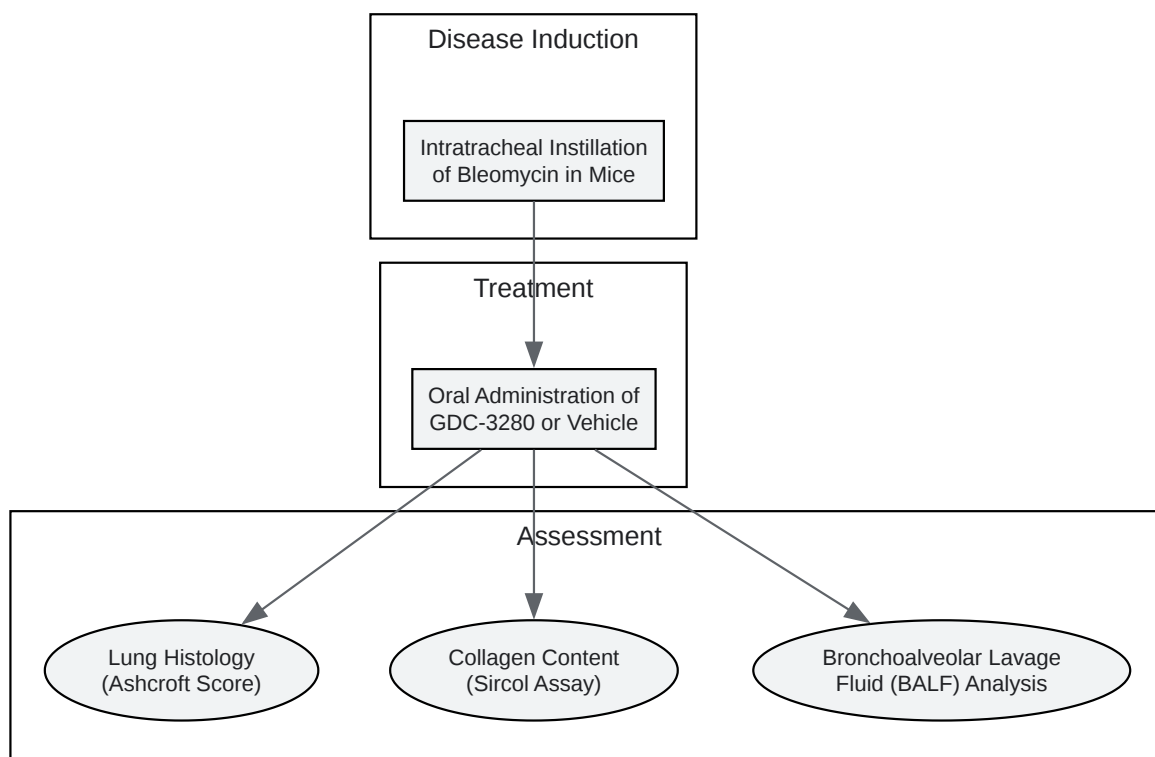 Disease Induction
Intratracheal Instillation
of Bleomycin in Mice
Treatment
Oral Administration of
GDC-3280 or Vehicle
Assessment
Lung Histology
(Ashcroft Score)
Collagen Content
(Sircol Assay)
Bronchoalveolar Lavage
Fluid (BALF) Analysis